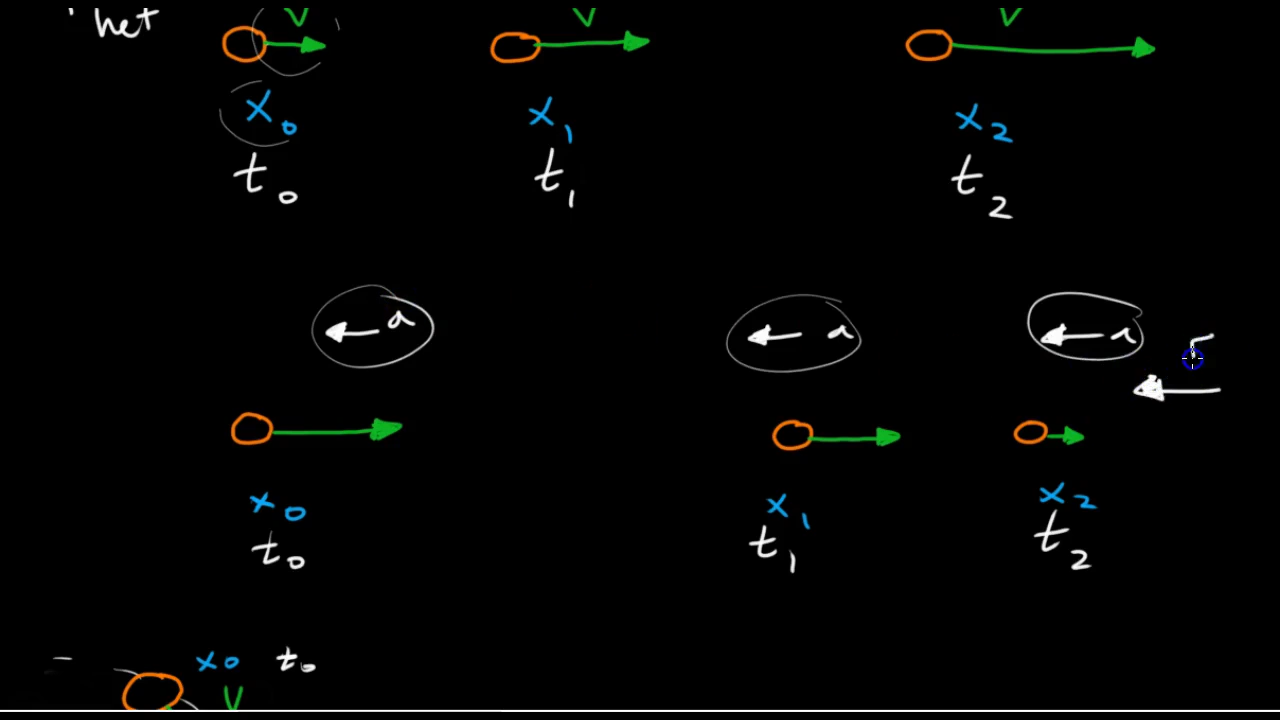 het
V V V
x0 x1 x2
t0 t1 t2
a a a
x0 x1 x2
t0 t1 t2
x0 t0
V